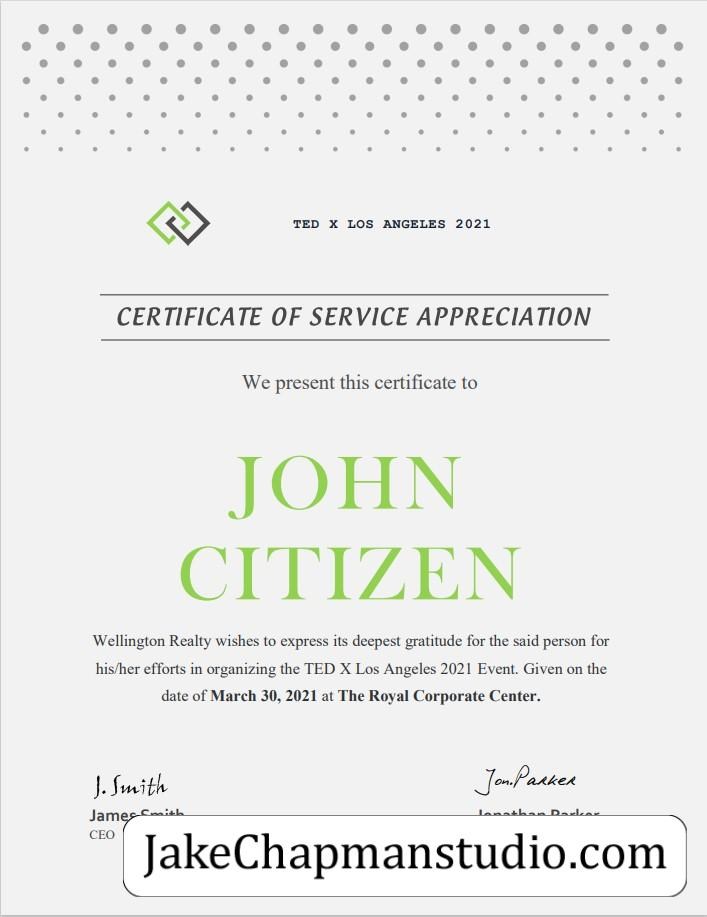 TED X LOS ANGELES 2021
CERTIFICATE OF SERVICE APPRECIATION
We present this certificate to
JOHN
CITIZEN
Wellington Realty wishes to express its deepest gratitude for the said person for
his/her efforts in organizing the TED X Los Angeles 2021 Event. Given on the
date of March 30, 2021 at The Royal Corporate Center.
J. Smith
Jon. Parker
James Smith
Jonathan Parker
CEO
JakeChapmanstudio.com